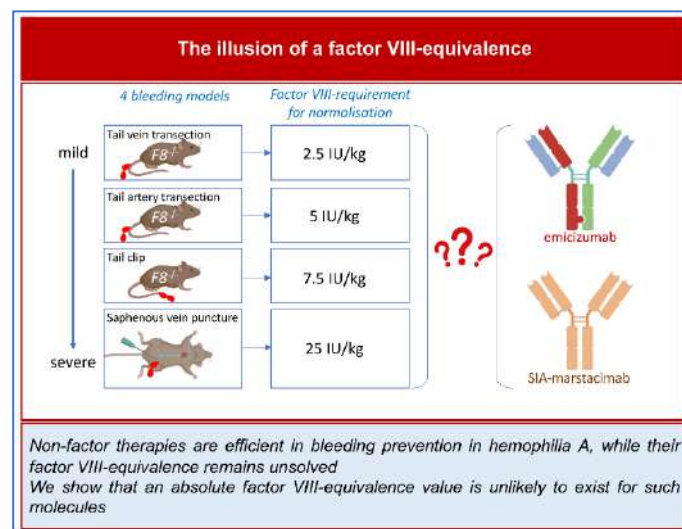 The illusion of a factor VIII-equivalence
4 bleeding models
Factor VIII-requirement
for normalisation
mild
Tail vein transection
F8-/-
2.5 IU/kg
Tail artery transection
F8-/-
5 IU/kg
Tail clip
F8-/-
7.5 IU/kg
Saphenous vein puncture
25 IU/kg
severe
???
emicizumab
SIA-marstacimab
Non-factor therapies are efficient in bleeding prevention in hemophilia A, while their
factor VIII-equivalence remains unsolved
We show that an absolute factor VIII-equivalence value is unlikely to exist for such
molecules